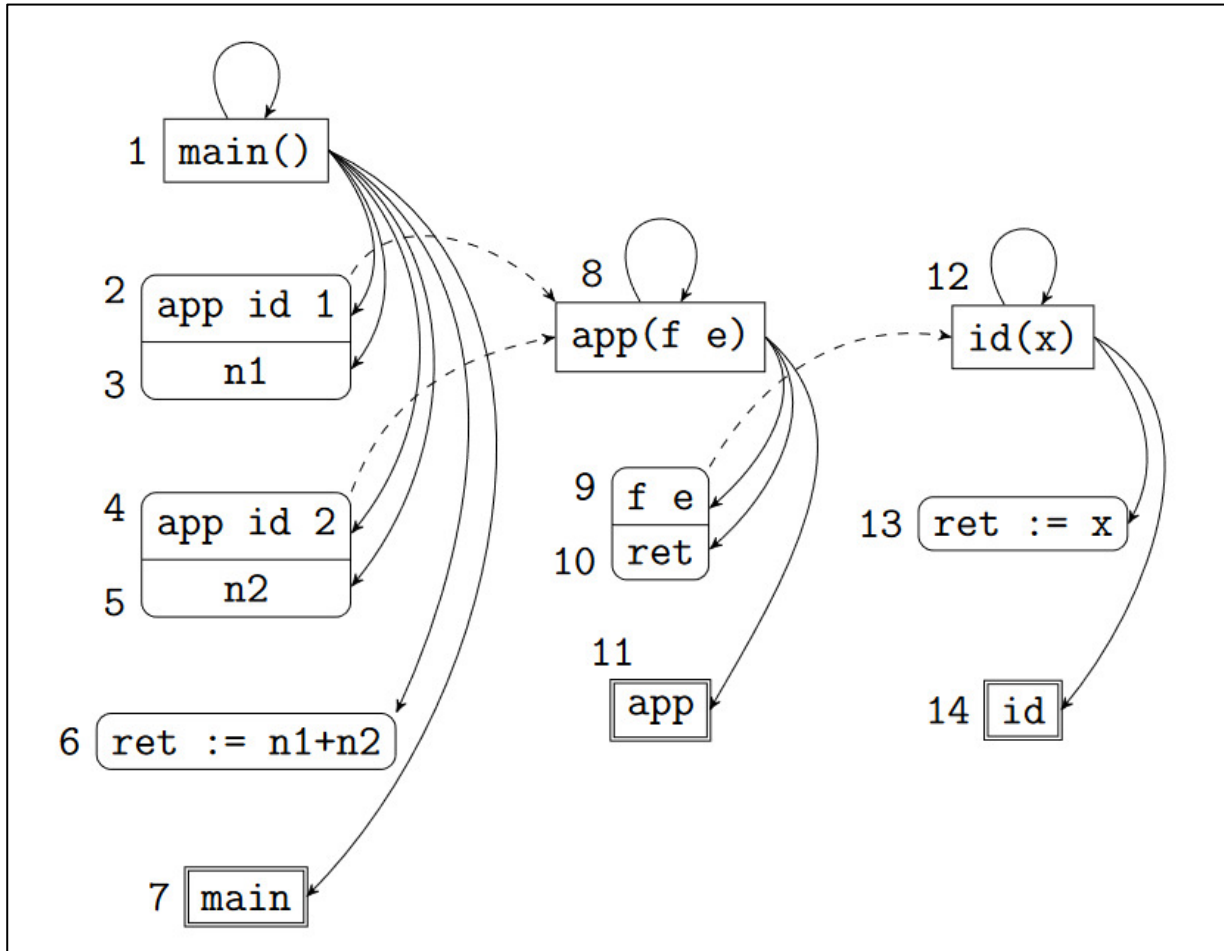 1 main()
2 app id 1
3 n1
4 app id 2
5 n2
6 ret := n1+n2
7 main
8
app(f e)
9 f e
10 ret
11
app
12
id(x)
13 ret := x
14 id